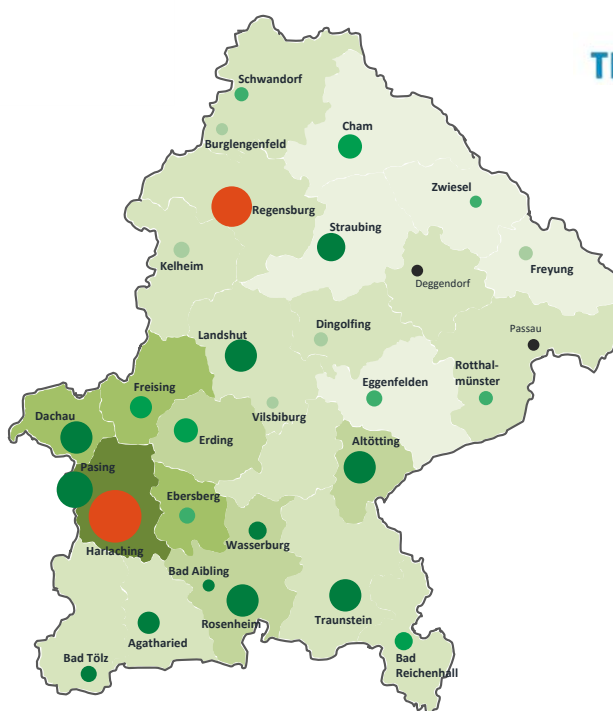 TE
Schwandorf
Burglengenfeld
Cham
Zwiesel
Regensburg
Straubing
Kelheim
Freyung
Deggendorf
Landshut
Dingolfing
Passau
Rotthal-
münster
Freising
Eggenfelden
Vilsbiburg
Dachau
Erding
Altötting
Pasing
Ebersberg
Wasserburg
Harlaching
Bad Aibling
Rosenheim
Traunstein
Agatharied
Bad Tölz
Bad
Reichenhall